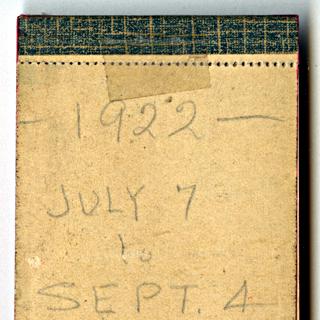 - 1922 -
JULY 7
to
SEPT. 4